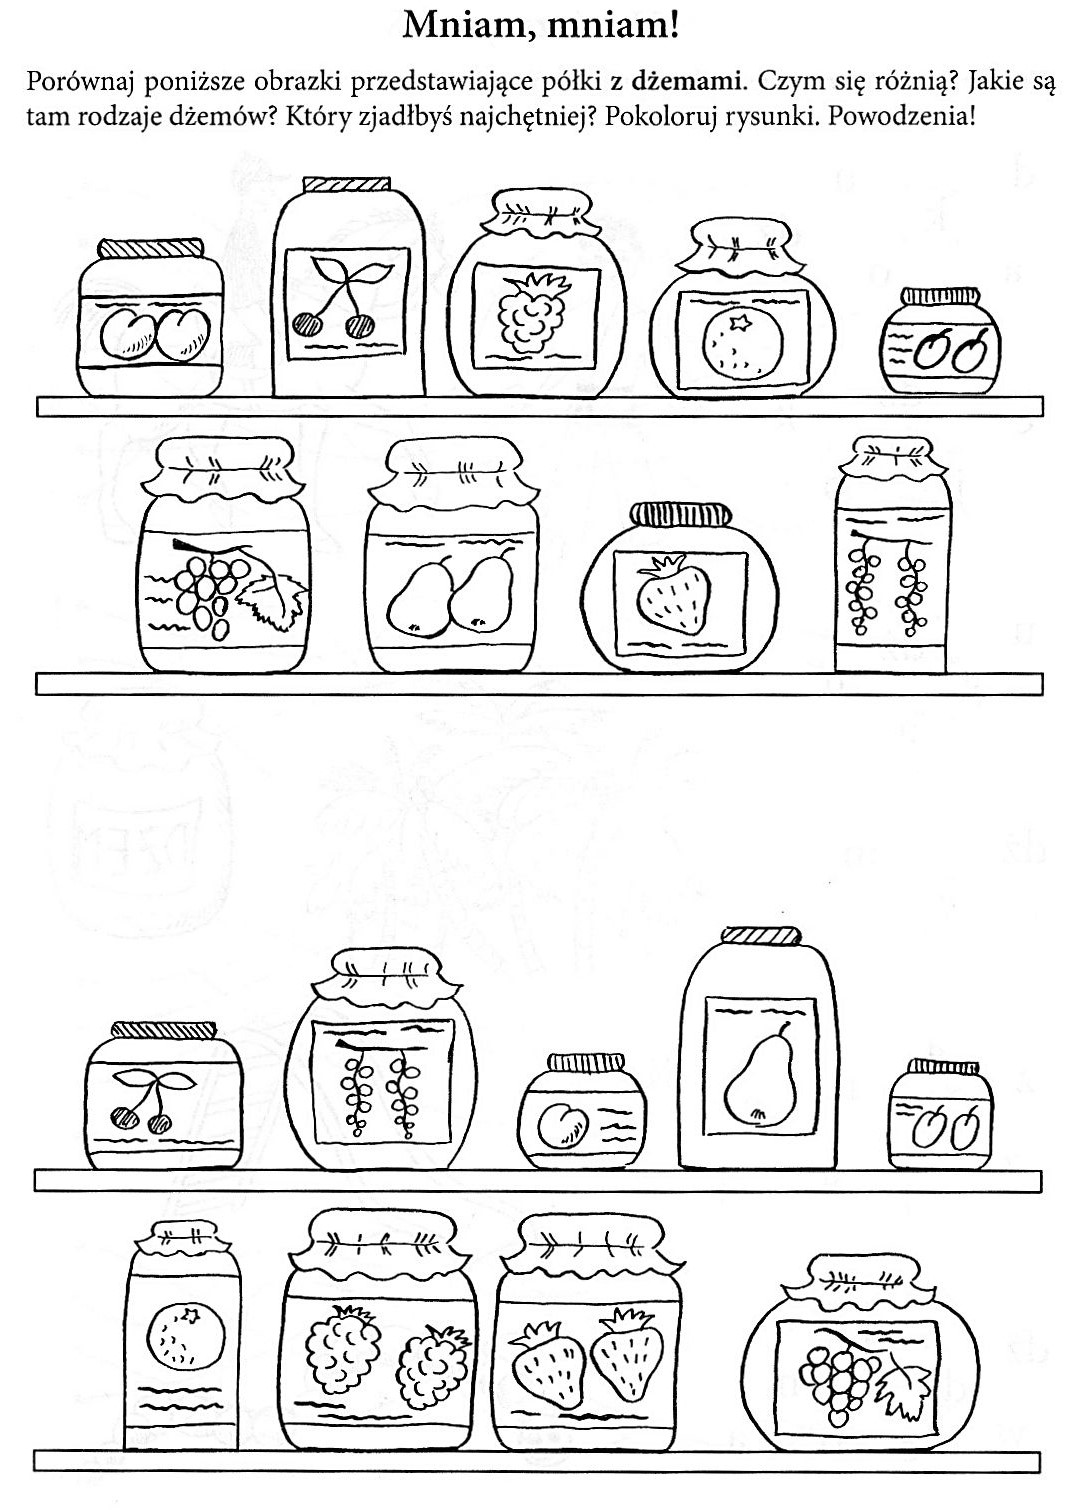 Mniam, mniam!
Porównaj poniższe obrazki przedstawiające półki z dżemami. Czym się różnią? Jakie są
tam rodzaje dżemów? Który zjadłbyś najchętniej? Pokoloruj rysunki. Powodzenia!